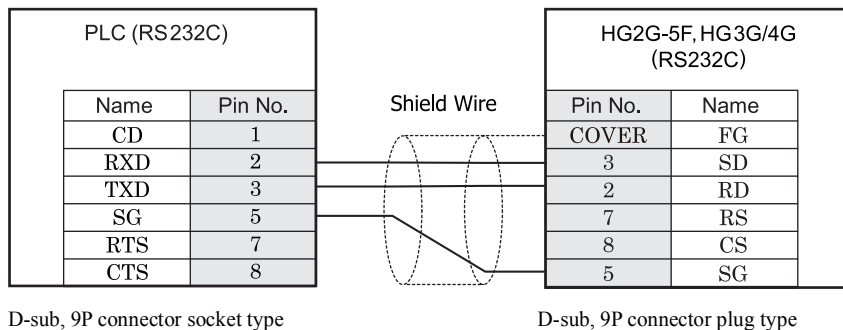 PLC (RS232C)
Name Pin No.
CD 1
RXD 2
TXD 3
SG 5
RTS 7
CTS 8
Shield Wire
HG2G-5F, HG3G/4G
(RS232C)
Pin No. Name
COVER FG
3 SD
2 RD
7 RS
8 CS
5 SG
D-sub, 9P connector socket type
D-sub, 9P connector plug type